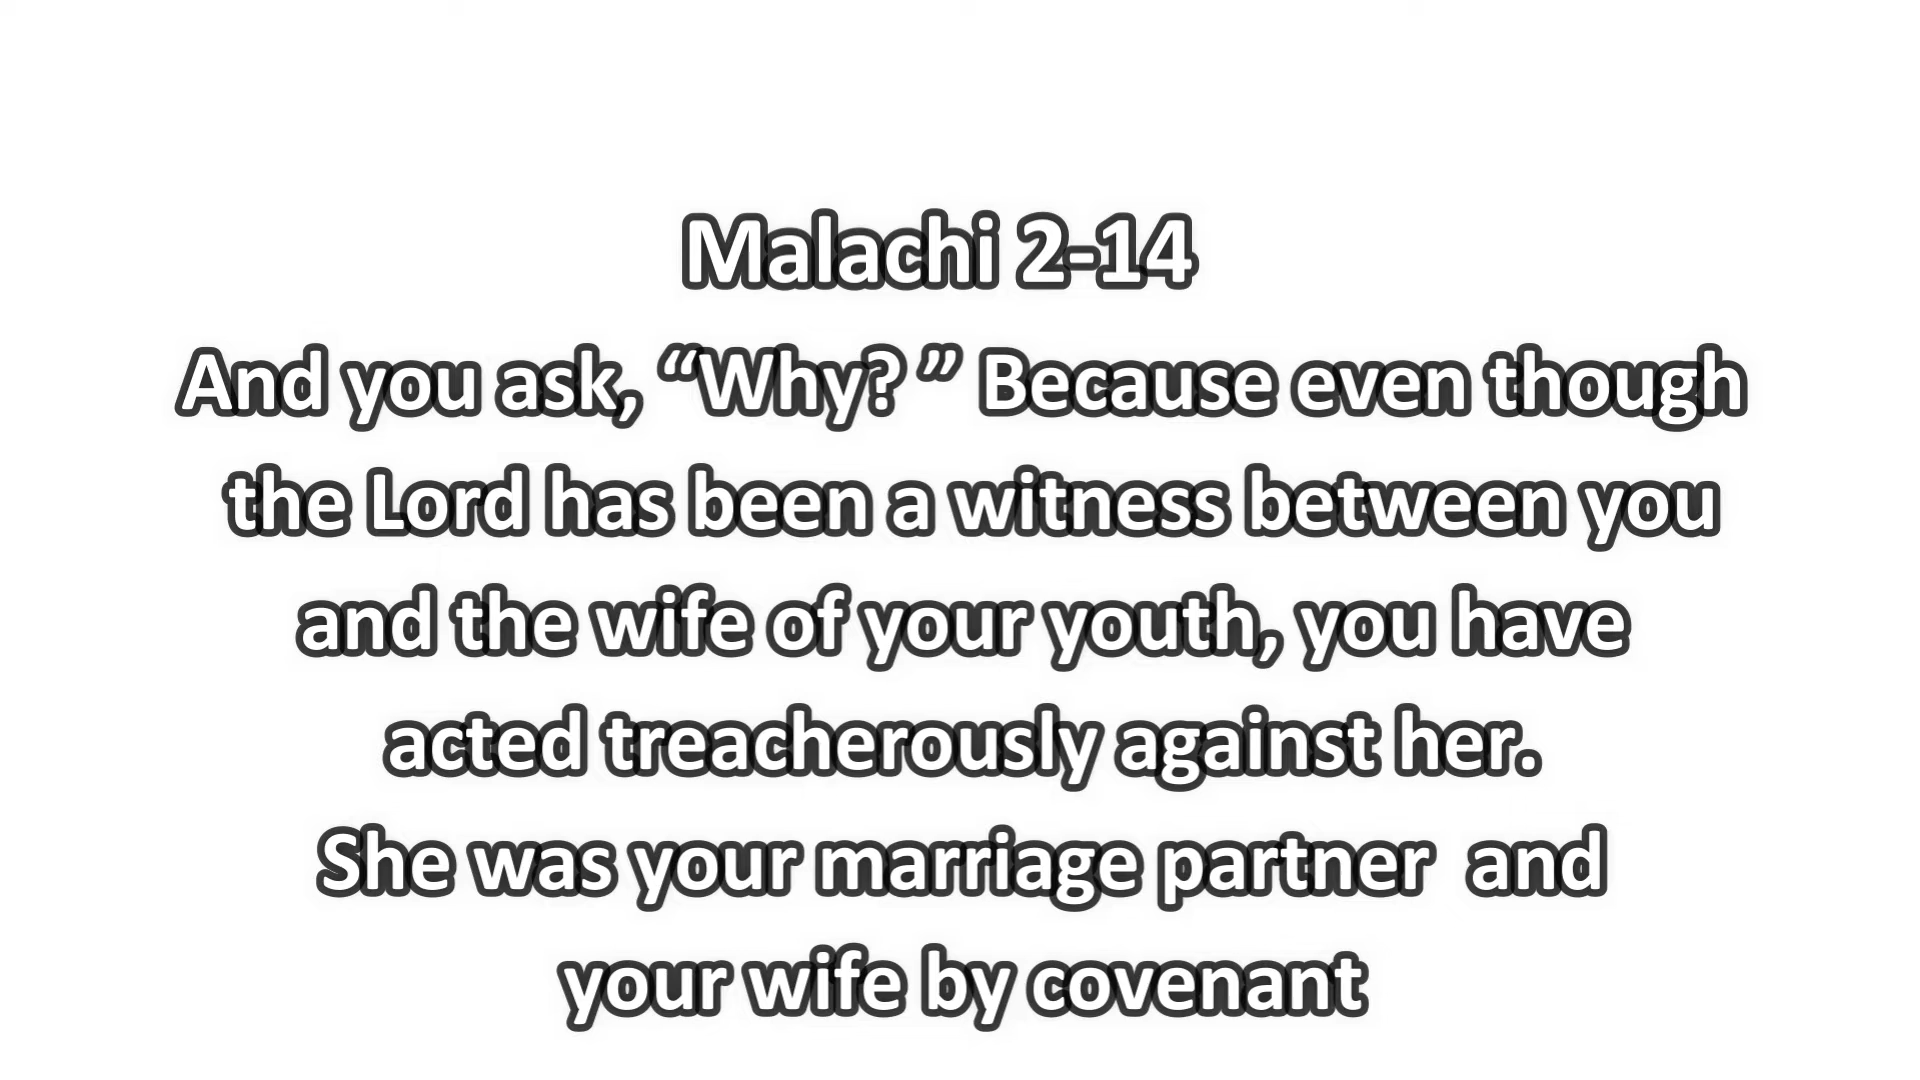 Malachi 2-14
And you ask, “Why? ” Because even though
the Lord has been a witness between you
and the wife of your youth, you have
acted treacherously against her.
She was your marriage partner  and
your wife by covenant